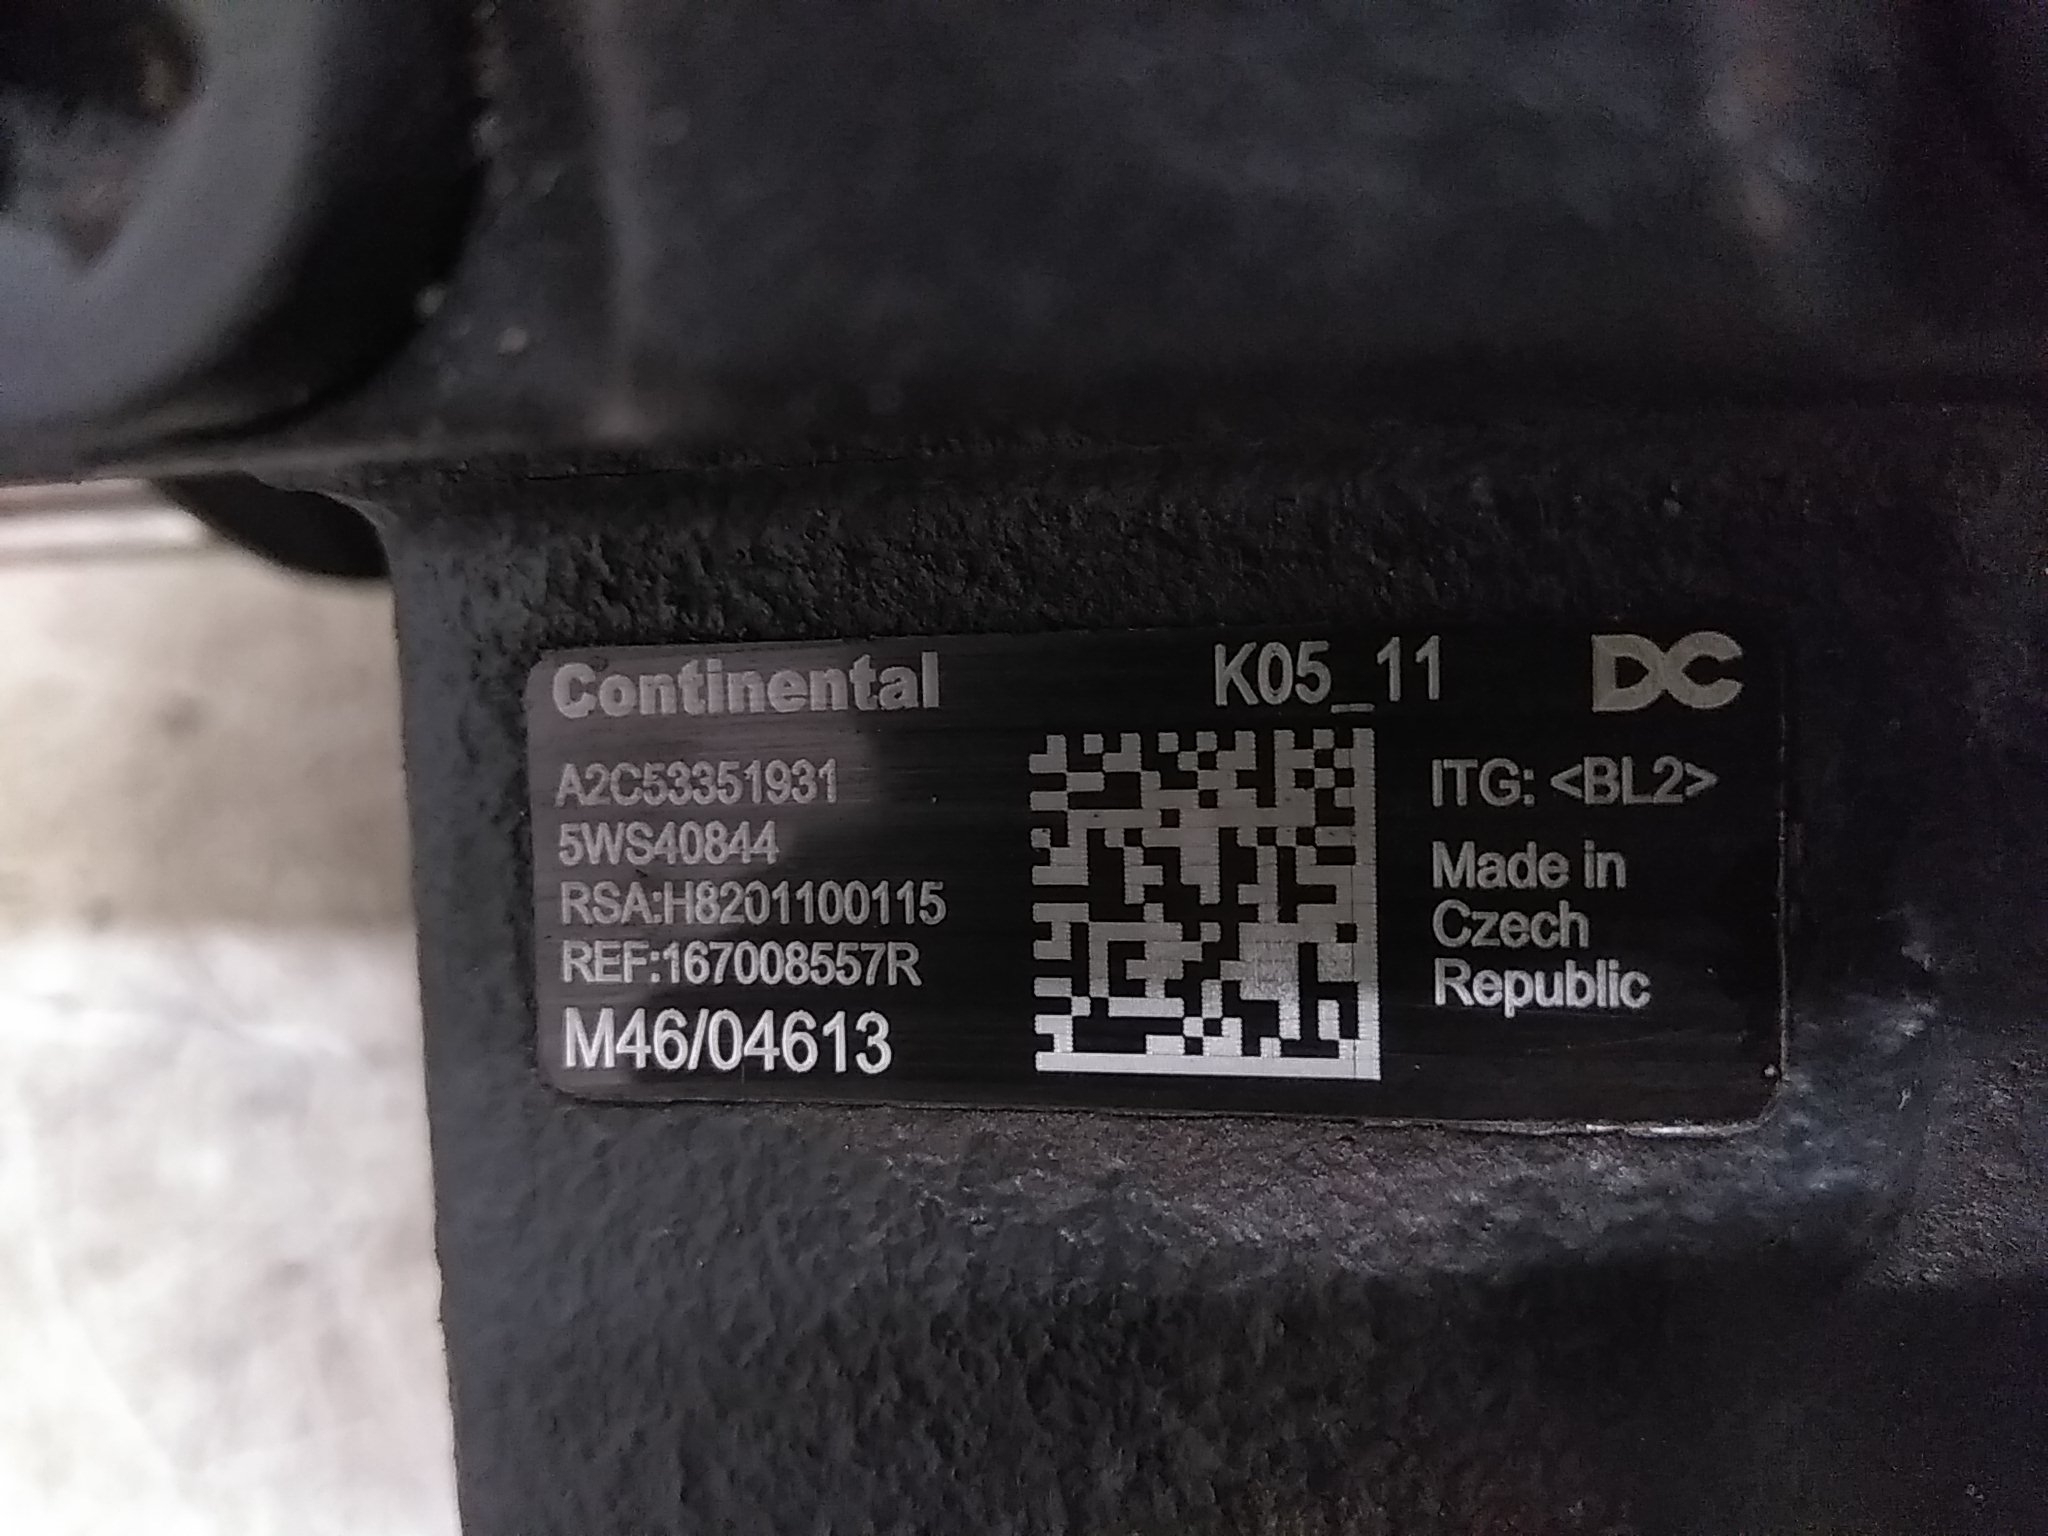 Continental
K05_11
DC
A2C53351931
5WS40844
RSA:H8201100115
REF:167008557R
M46/04613
ITG: <BL2>
Made in
Czech
Republic